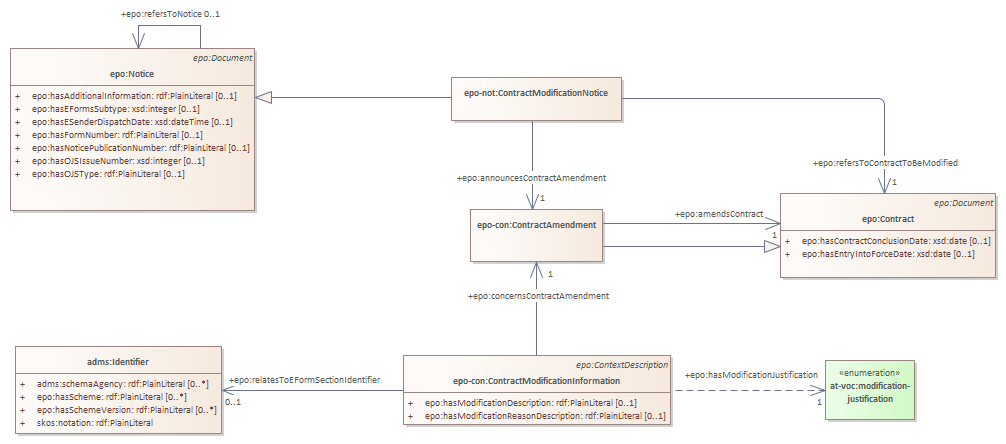 +epo:refersToNotice 0..1
epo:Document
epo:Notice
+ epo:hasAdditionalInformation: rdf:PlainLiteral [0..1]
+ epo:hasEFormsSubtype: xsd:integer [0..1]
+ epo:hasESenderDispatchDate: xsd:dateTime [0..1]
+ epo:hasFormNumber: rdf:PlainLiteral [0..1]
+ epo:hasNoticePublicationNumber: rdf:PlainLiteral [0..1]
+ epo:hasOJSIssueNumber: xsd:integer [0..1]
+ epo:hasOJSType: rdf:PlainLiteral [0..1]
epo-not:ContractModificationNotice
+epo:refersToContractToBeModified
1
+epo:announcesContractAmendment
1
epo-con:ContractAmendment
+epo:amendsContract
1
epo:Document
epo:Contract
+ epo:hasContractConclusionDate: xsd:date [0..1]
+ epo:hasEntryIntoForceDate: xsd:date [0..1]
1
+epo:concernsContractAmendment
adms:Identifier
+ adms:schemaAgency: rdf:PlainLiteral [0..*]
+ epo:hasScheme: rdf:PlainLiteral [0..*]
+ epo:hasSchemeVersion: rdf:PlainLiteral [0..*]
+ skos:notation: rdf:PlainLiteral
+epo:relatesToEFormSectionIdentifier
0..1
epo:ContextDescription
epo-con:ContractModificationInformation
+ epo:hasModificationDescription: rdf:PlainLiteral [0..1]
+ epo:hasModificationReasonDescription: rdf:PlainLiteral [0..1]
+epo:hasModificationJustification
1
«enumeration»
at-voc:modification-
justification